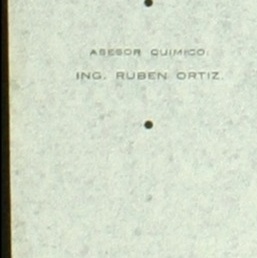 ASESOR QUIMICO:
ING. RUBEN ORTIZ.